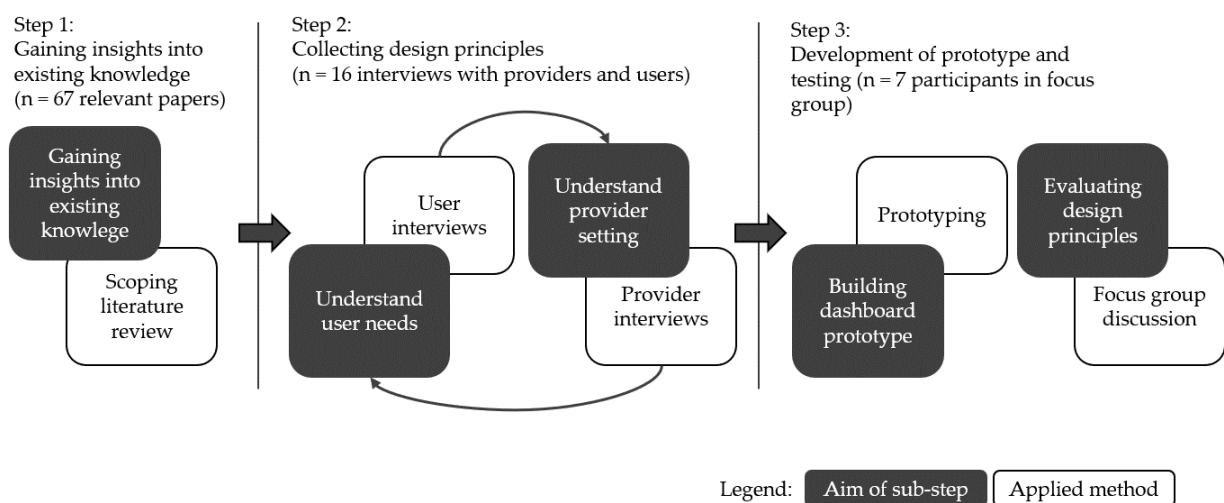 Step 1:
Gaining insights into
existing knowledge
(n = 67 relevant papers)
Gaining
insights into
existing
knowlege
Scoping
literature
review
Step 2:
Collecting design principles
(n = 16 interviews with providers and users)
User
interviews
Understand
user needs
Understand
provider
setting
Provider
interviews
Step 3:
Development of prototype and
testing (n = 7 participants in focus
group)
Prototyping
Building
dashboard
prototype
Evaluating
design
principles
Focus group
discussion
Legend:
Aim of sub-step
Applied method